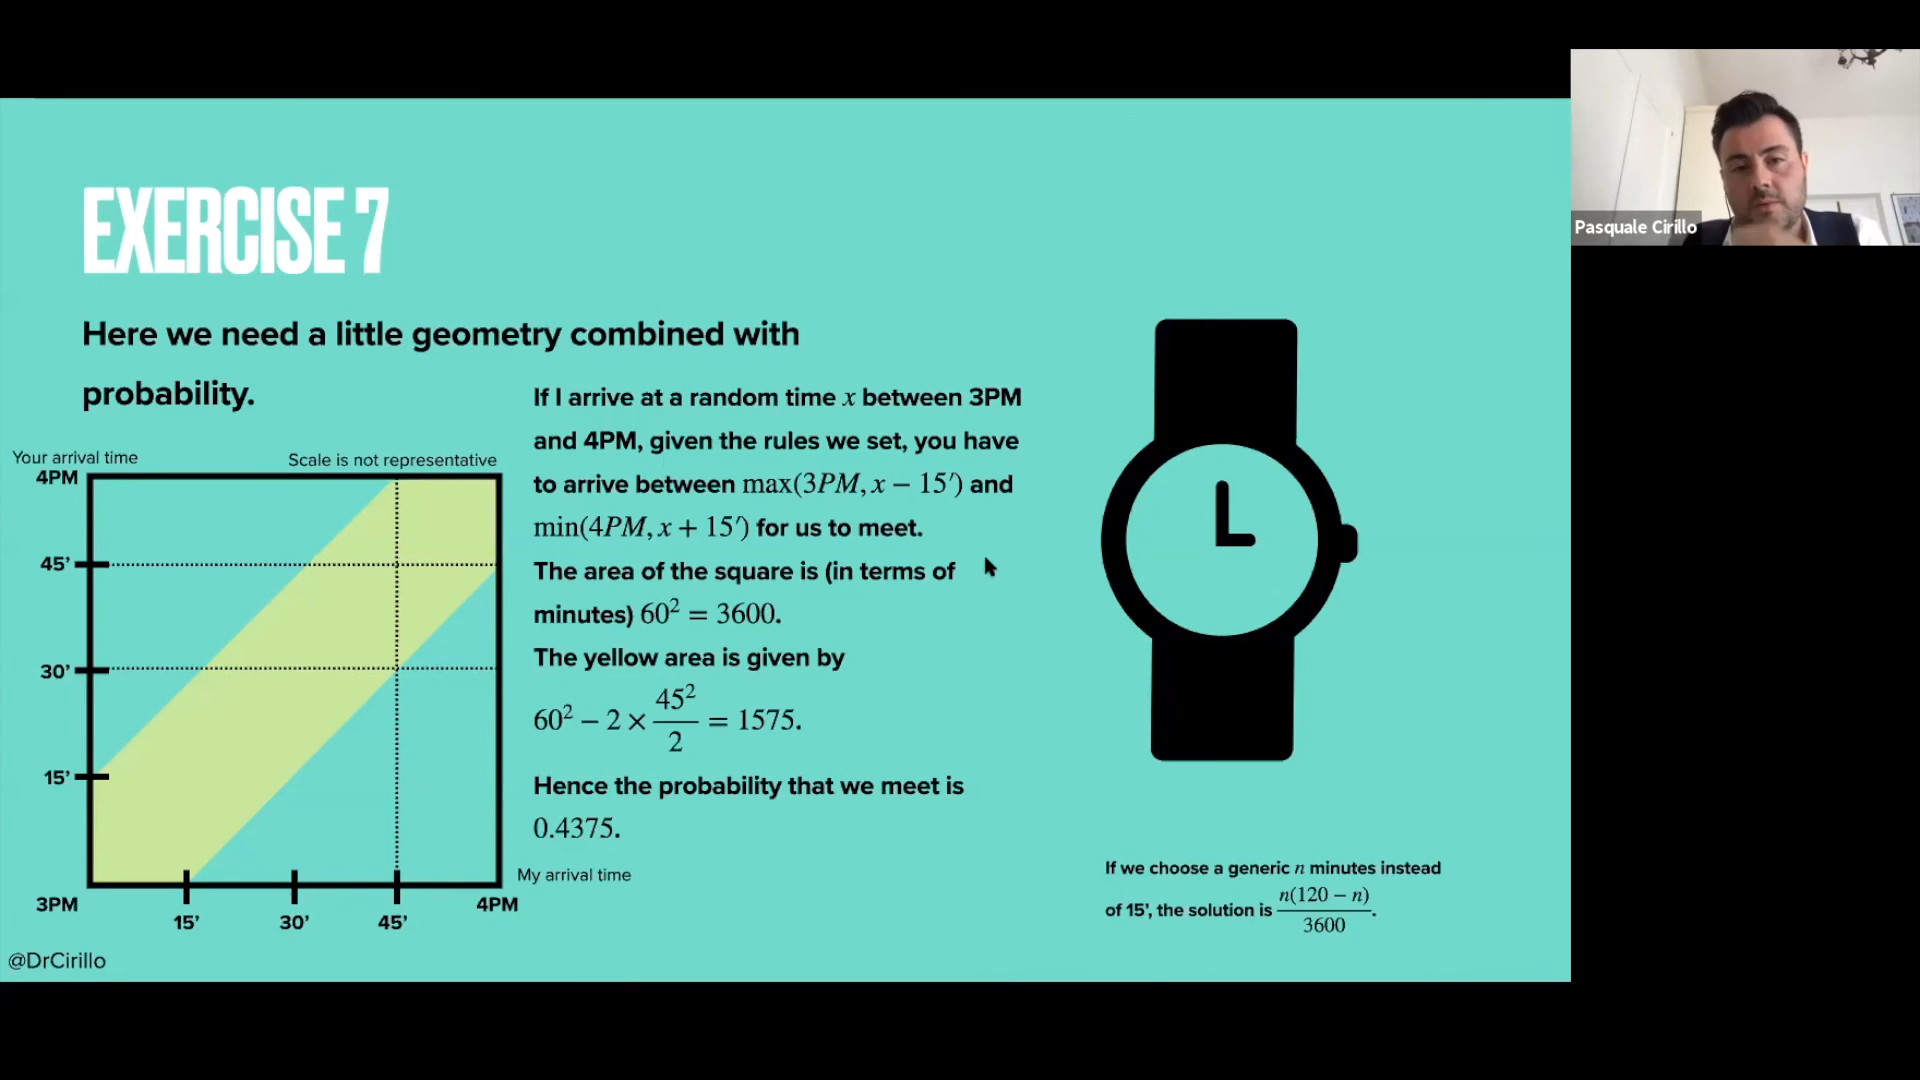 EXERCISE 7
Here we need a little geometry combined with
probability.
Your arrival time
Scale is not representative
4PM
45’
30’
15’
3PM
15’
30’
45’
4PM
My arrival time
If I arrive at a random time x between 3PM
and 4PM, given the rules we set, you have
to arrive between max(3PM, x − 15′) and
min(4PM, x + 15′) for us to meet.
The area of the square is (in terms of
minutes) 60² = 3600.
The yellow area is given by
60² − 2 × 45²/2 = 1575.
Hence the probability that we meet is
0.4375.
If we choose a generic n minutes instead
of 15', the solution is n(120 − n)/3600.
@DrCirillo
Pasquale Cirillo